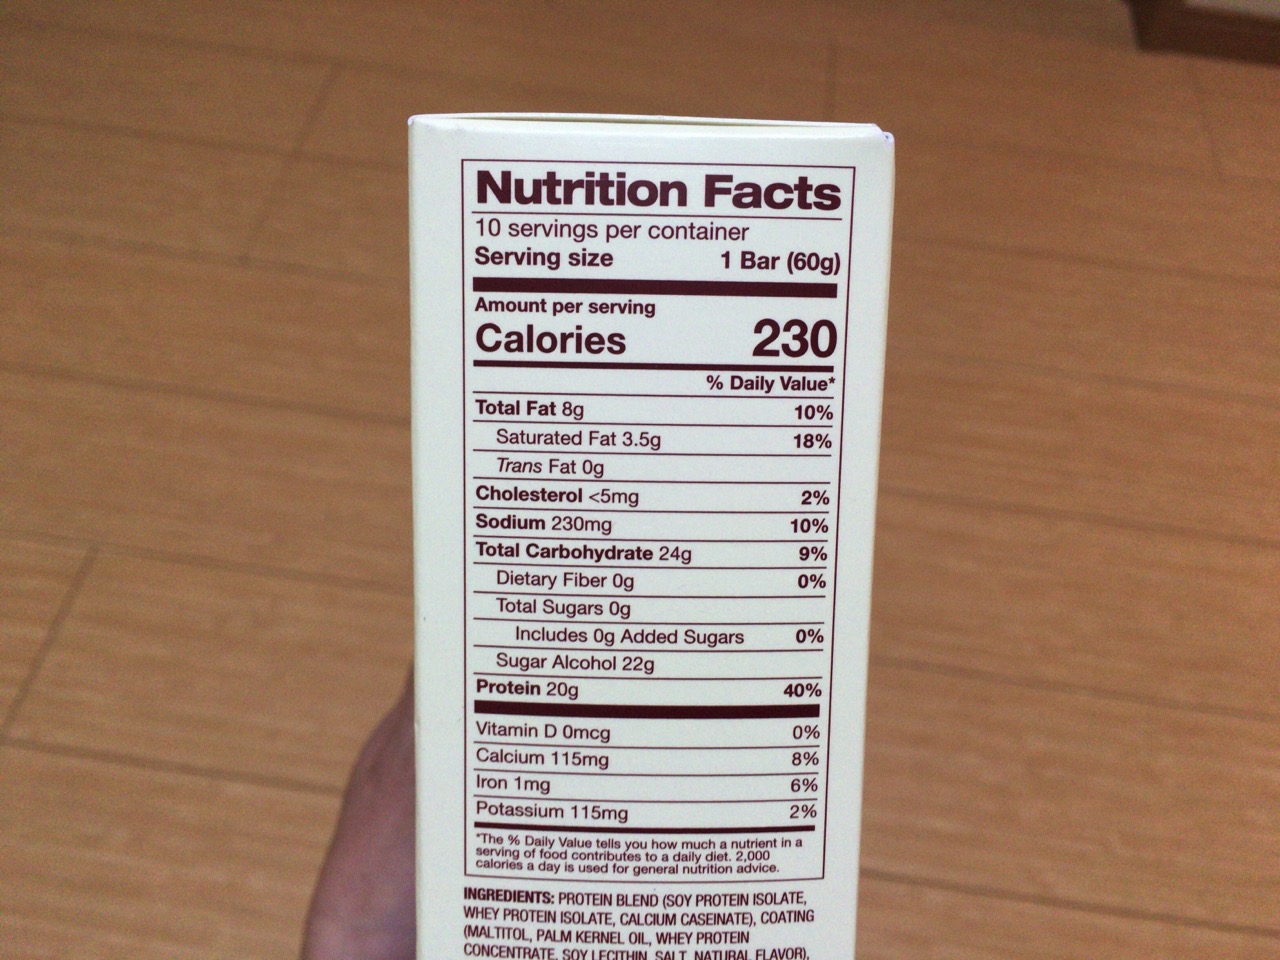 Nutrition Facts
10 servings per container
Serving size 1 Bar (60g)
Amount per serving
Calories 230
% Daily Value*
Total Fat 8g 10%
Saturated Fat 3.5g 18%
Trans Fat 0g
Cholesterol <5mg 2%
Sodium 230mg 10%
Total Carbohydrate 24g 9%
Dietary Fiber 0g 0%
Total Sugars 0g
Includes 0g Added Sugars 0%
Sugar Alcohol 22g
Protein 20g 40%
Vitamin D 0mcg 0%
Calcium 115mg 8%
Iron 1mg 6%
Potassium 115mg 2%
*The % Daily Value tells you how much a nutrient in a
serving of food contributes to a daily diet. 2,000
calories a day is used for general nutrition advice.
INGREDIENTS: PROTEIN BLEND (SOY PROTEIN ISOLATE,
WHEY PROTEIN ISOLATE, CALCIUM CASEINATE), COATING
(MALTITOL, PALM KERNEL OIL, WHEY PROTEIN
CONCENTRATE, SOY LECITHIN, SALT, NATURAL FLAVOR),